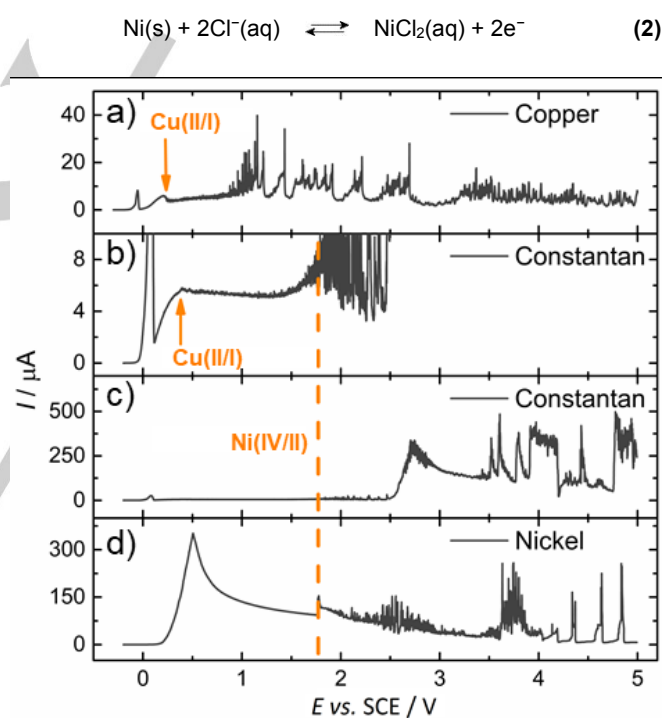 Ni(s) + 2Cl⁻(aq) ⇌ NiCl₂(aq) + 2e⁻ (2)
a) Copper
40
Cu(II/I)
20
0
b) Constantan
8
4
Cu(II/I)
0
c) Constantan
500
Ni(IV/II)
250
0
d) Nickel
300
150
0
I / µA
0 1 2 3 4 5
E vs. SCE / V